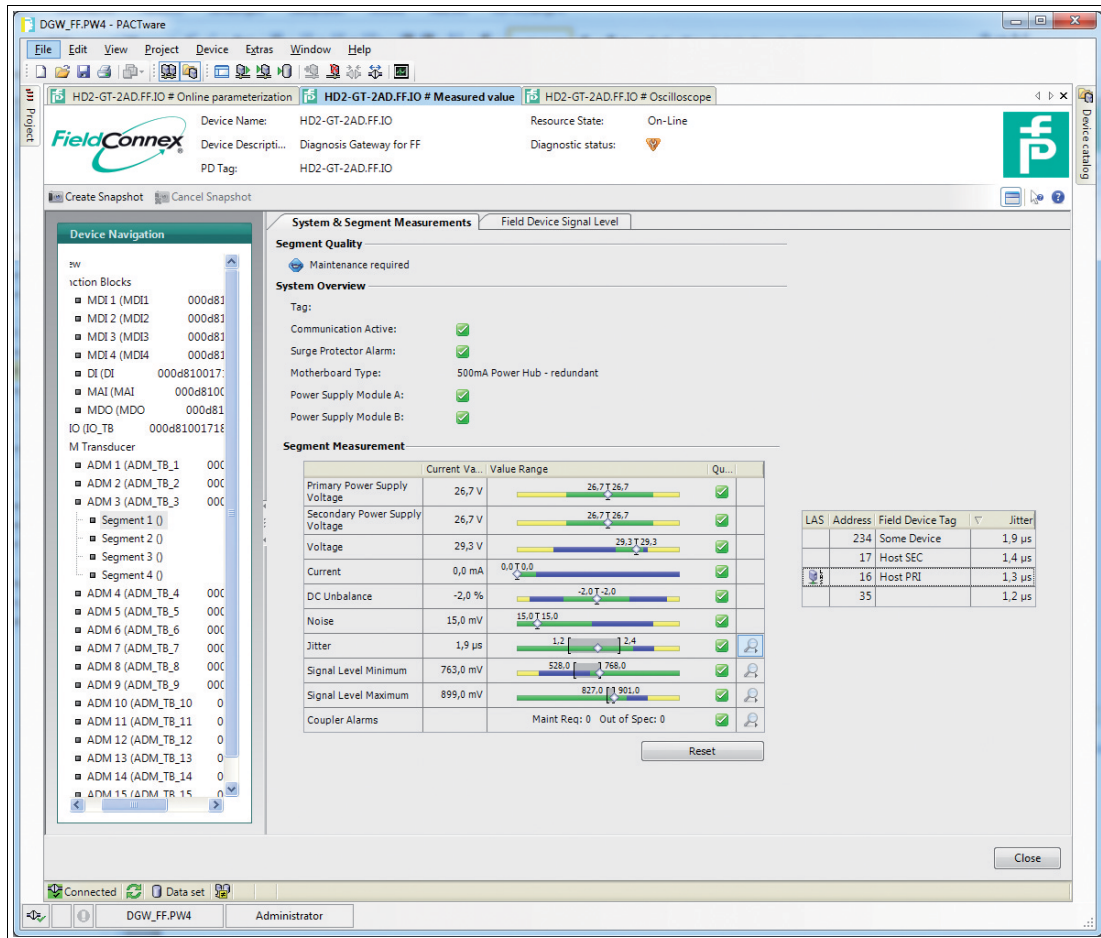 DGW_FF.PW4 - PACTware
File Edit View Project Device Extras Window Help
HD2-GT-2AD.FF.IO # Online parameterization HD2-GT-2AD.FF.IO # Measured value HD2-GT-2AD.FF.IO # Oscilloscope
Project
Device catalog
FieldConnex
Device Name: HD2-GT-2AD.FF.IO Resource State: On-Line
Device Descripti... Diagnosis Gateway for FF Diagnostic status:
PD Tag: HD2-GT-2AD.FF.IO
Create Snapshot Cancel Snapshot
Device Navigation
ew
nction Blocks
MDI 1 (MDI1 000d81
MDI 2 (MDI2 000d81
MDI 3 (MDI3 000d81
MDI 4 (MDI4 000d81
DI (DI 000d8100171
MAI (MAI 000d8100
MDO (MDO 000d81
IO (IO_TB 000d81001718
M Transducer
ADM 1 (ADM_TB_1 000
ADM 2 (ADM_TB_2 000
ADM 3 (ADM_TB_3 000
Segment 1 ()
Segment 2 ()
Segment 3 ()
Segment 4 ()
ADM 4 (ADM_TB_4 000
ADM 5 (ADM_TB_5 000
ADM 6 (ADM_TB_6 000
ADM 7 (ADM_TB_7 000
ADM 8 (ADM_TB_8 000
ADM 9 (ADM_TB_9 000
ADM 10 (ADM_TB_10 0
ADM 11 (ADM_TB_11 0
ADM 12 (ADM_TB_12 0
ADM 13 (ADM_TB_13 0
ADM 14 (ADM_TB_14 0
ADM 15 (ADM_TB_15 0
System & Segment Measurements Field Device Signal Level
Segment Quality
Maintenance required
System Overview
Tag:
Communication Active:
Surge Protector Alarm:
Motherboard Type: 500mA Power Hub - redundant
Power Supply Module A:
Power Supply Module B:
Segment Measurement
Current Va... Value Range Qu...
Primary Power Supply Voltage 26,7 V 26,7 26,7
Secondary Power Supply Voltage 26,7 V 26,7 26,7
Voltage 29,3 V 29,3 29,3
Current 0,0 mA 0,0 0,0
DC Unbalance -2,0 % -2,0 -2,0
Noise 15,0 mV 15,0 15,0
Jitter 1,9 µs 1,2 2,4
Signal Level Minimum 763,0 mV 528,0 768,0
Signal Level Maximum 899,0 mV 827,0 901,0
Coupler Alarms Maint Req: 0 Out of Spec: 0
Reset
LAS Address Field Device Tag Jitter
234 Some Device 1,9 µs
17 Host SEC 1,4 µs
16 Host PRI 1,3 µs
35 1,2 µs
Close
Connected Data set
DGW_FF.PW4 Administrator